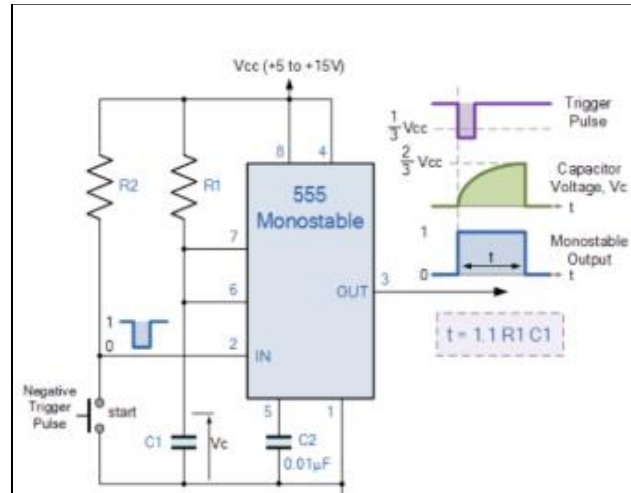 Vcc (+5 to +15V)
Trigger
Pulse
1/3 Vcc
2/3 Vcc
Capacitor
Voltage, Vc
t
Monostable
Output
1
0
t
t
t = 1.1 R1 C1
8
4
R2
R1
555
Monostable
7
6
3
OUT
1
0
2
IN
Negative
Trigger
Pulse
start
5
1
C1
Vc
C2
0.01µF